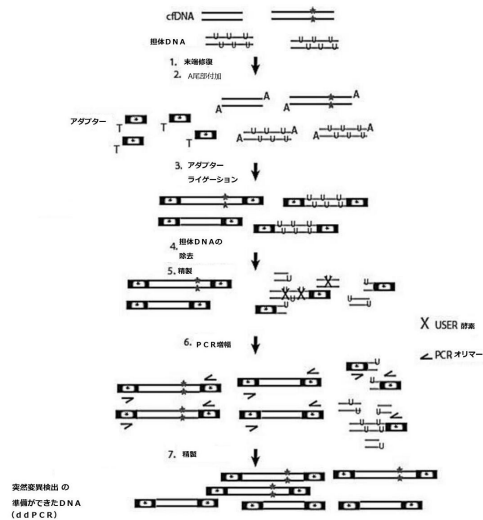 cfDNA
担体DNA
1. 末端修復
2. A尾部付加
アダプター
3. アダプター
ライゲーション
4. 担体DNAの
除去
5. 精製
X USER 酵素
6. PCR増幅
PCR オリマー
7. 精製
突然変異検出 の
準備ができたDNA
(ddPCR)